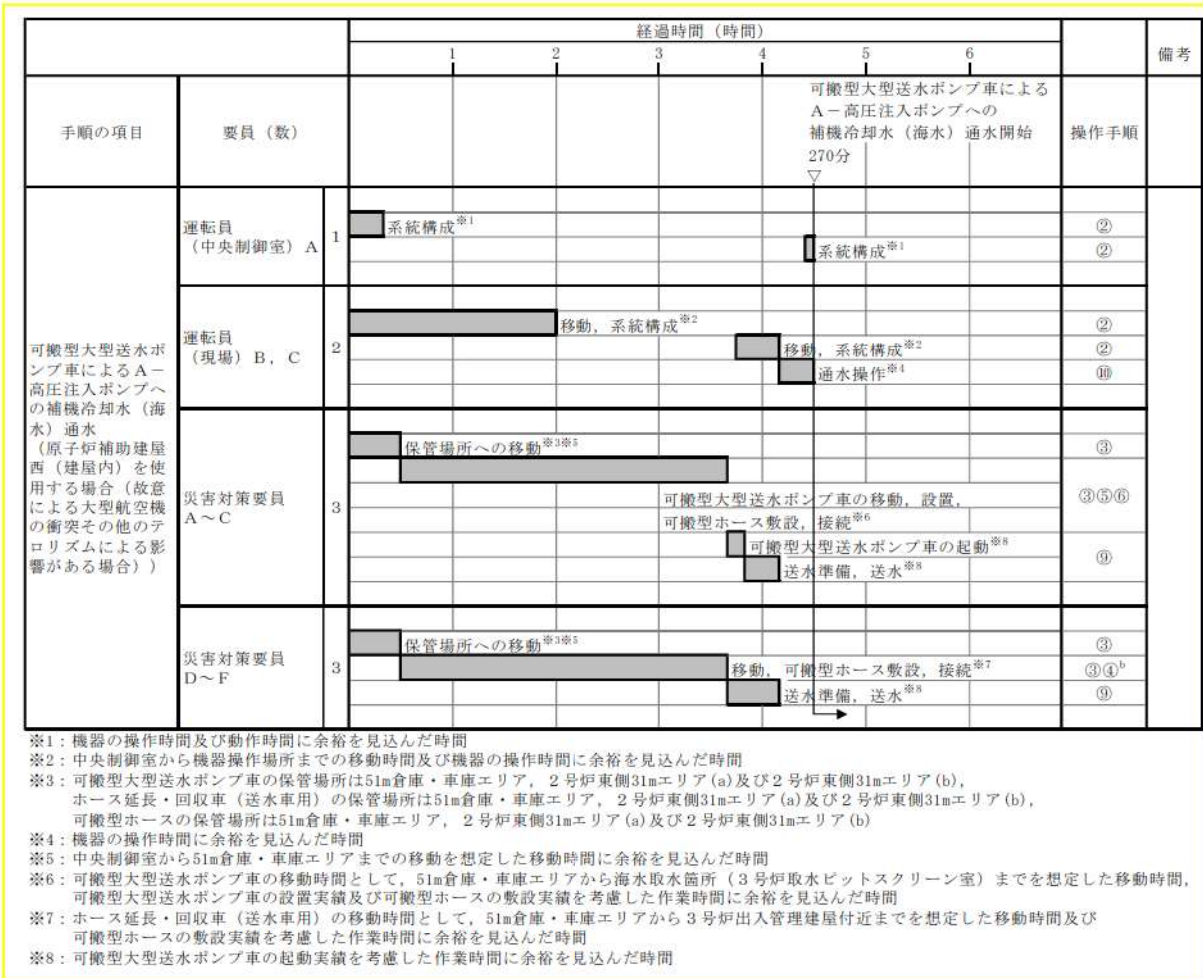 経過時間（時間）
1 2 3 4 5 6
備考
手順の項目
要員（数）
可搬型大型送水ポンプ車による
A－高圧注入ポンプへの
補機冷却水（海水）通水開始
270分
▽
操作手順
可搬型大型送水ポ
ンプ車によるA－
高圧注入ポンプへ
の補機冷却水（海
水）通水
（原子炉補助建屋
西（建屋内）を使
用する場合（故意
による大型航空機
の衝突その他のテ
ロリズムによる影
響がある場合））
運転員
（中央制御室）A
1
系統構成※1
②
系統構成※1
②
運転員
（現場）B，C
2
移動，系統構成※2
②
移動，系統構成※2
②
通水操作※4
⑩
災害対策要員
A～C
3
保管場所への移動※3※5
③
可搬型大型送水ポンプ車の移動，設置，
可搬型ホース敷設，接続※6
③⑤⑥
可搬型大型送水ポンプ車の起動※8
送水準備，送水※8
⑨
災害対策要員
D～F
3
保管場所への移動※3※5
③
移動，可搬型ホース敷設，接続※7
③④b
送水準備，送水※8
⑨
※1：機器の操作時間及び動作時間に余裕を見込んだ時間
※2：中央制御室から機器操作場所までの移動時間及び機器の操作時間に余裕を見込んだ時間
※3：可搬型大型送水ポンプ車の保管場所は51m倉庫・車庫エリア，２号炉東側31mエリア(a)及び２号炉東側31mエリア(b)，
ホース延長・回収車（送水車用）の保管場所は51m倉庫・車庫エリア，２号炉東側31mエリア(a)及び２号炉東側31mエリア(b)，
可搬型ホースの保管場所は51m倉庫・車庫エリア，２号炉東側31mエリア(a)及び２号炉東側31mエリア(b)
※4：機器の操作時間に余裕を見込んだ時間
※5：中央制御室から51m倉庫・車庫エリアまでの移動を想定した移動時間に余裕を見込んだ時間
※6：可搬型大型送水ポンプ車の移動時間として，51m倉庫・車庫エリアから海水取水箇所（３号炉取水ピットスクリーン室）までを想定した移動時間，
可搬型大型送水ポンプ車の設置実績及び可搬型ホースの敷設実績を考慮した作業時間に余裕を見込んだ時間
※7：ホース延長・回収車（送水車用）の移動時間として，51m倉庫・車庫エリアから３号炉出入管理建屋付近までを想定した移動時間及び
可搬型ホースの敷設実績を考慮した作業時間に余裕を見込んだ時間
※8：可搬型大型送水ポンプ車の起動実績を考慮した作業時間に余裕を見込んだ時間